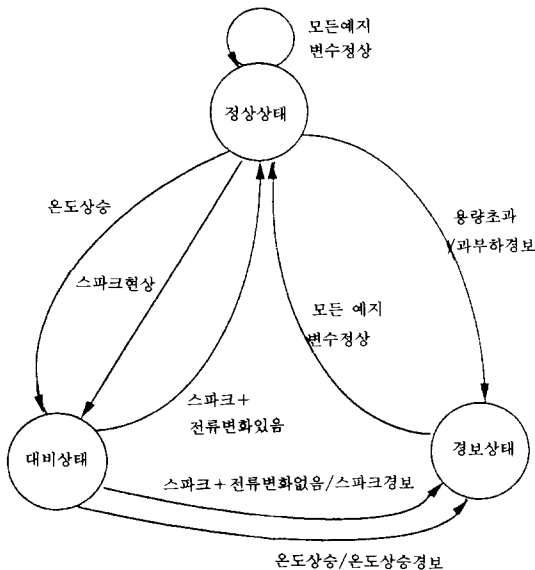 모든예지
변수정상
정상상태
온도상승
용량초과
/과부하경보
스파크현상
모든 예지
변수정상
스파크+
전류변화있음
대비상태
경보상태
스파크+전류변화없음/스파크경보
온도상승/온도상승경보